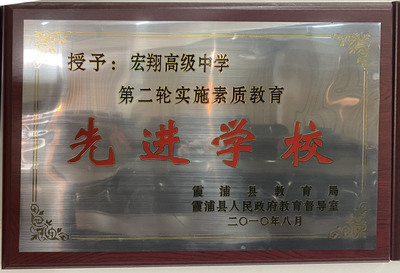 授予：宏翔高级中学
第二轮实施素质教育
先进学校
霞浦县教育局
霞浦县人民政府教育督导室
二〇一〇年八月